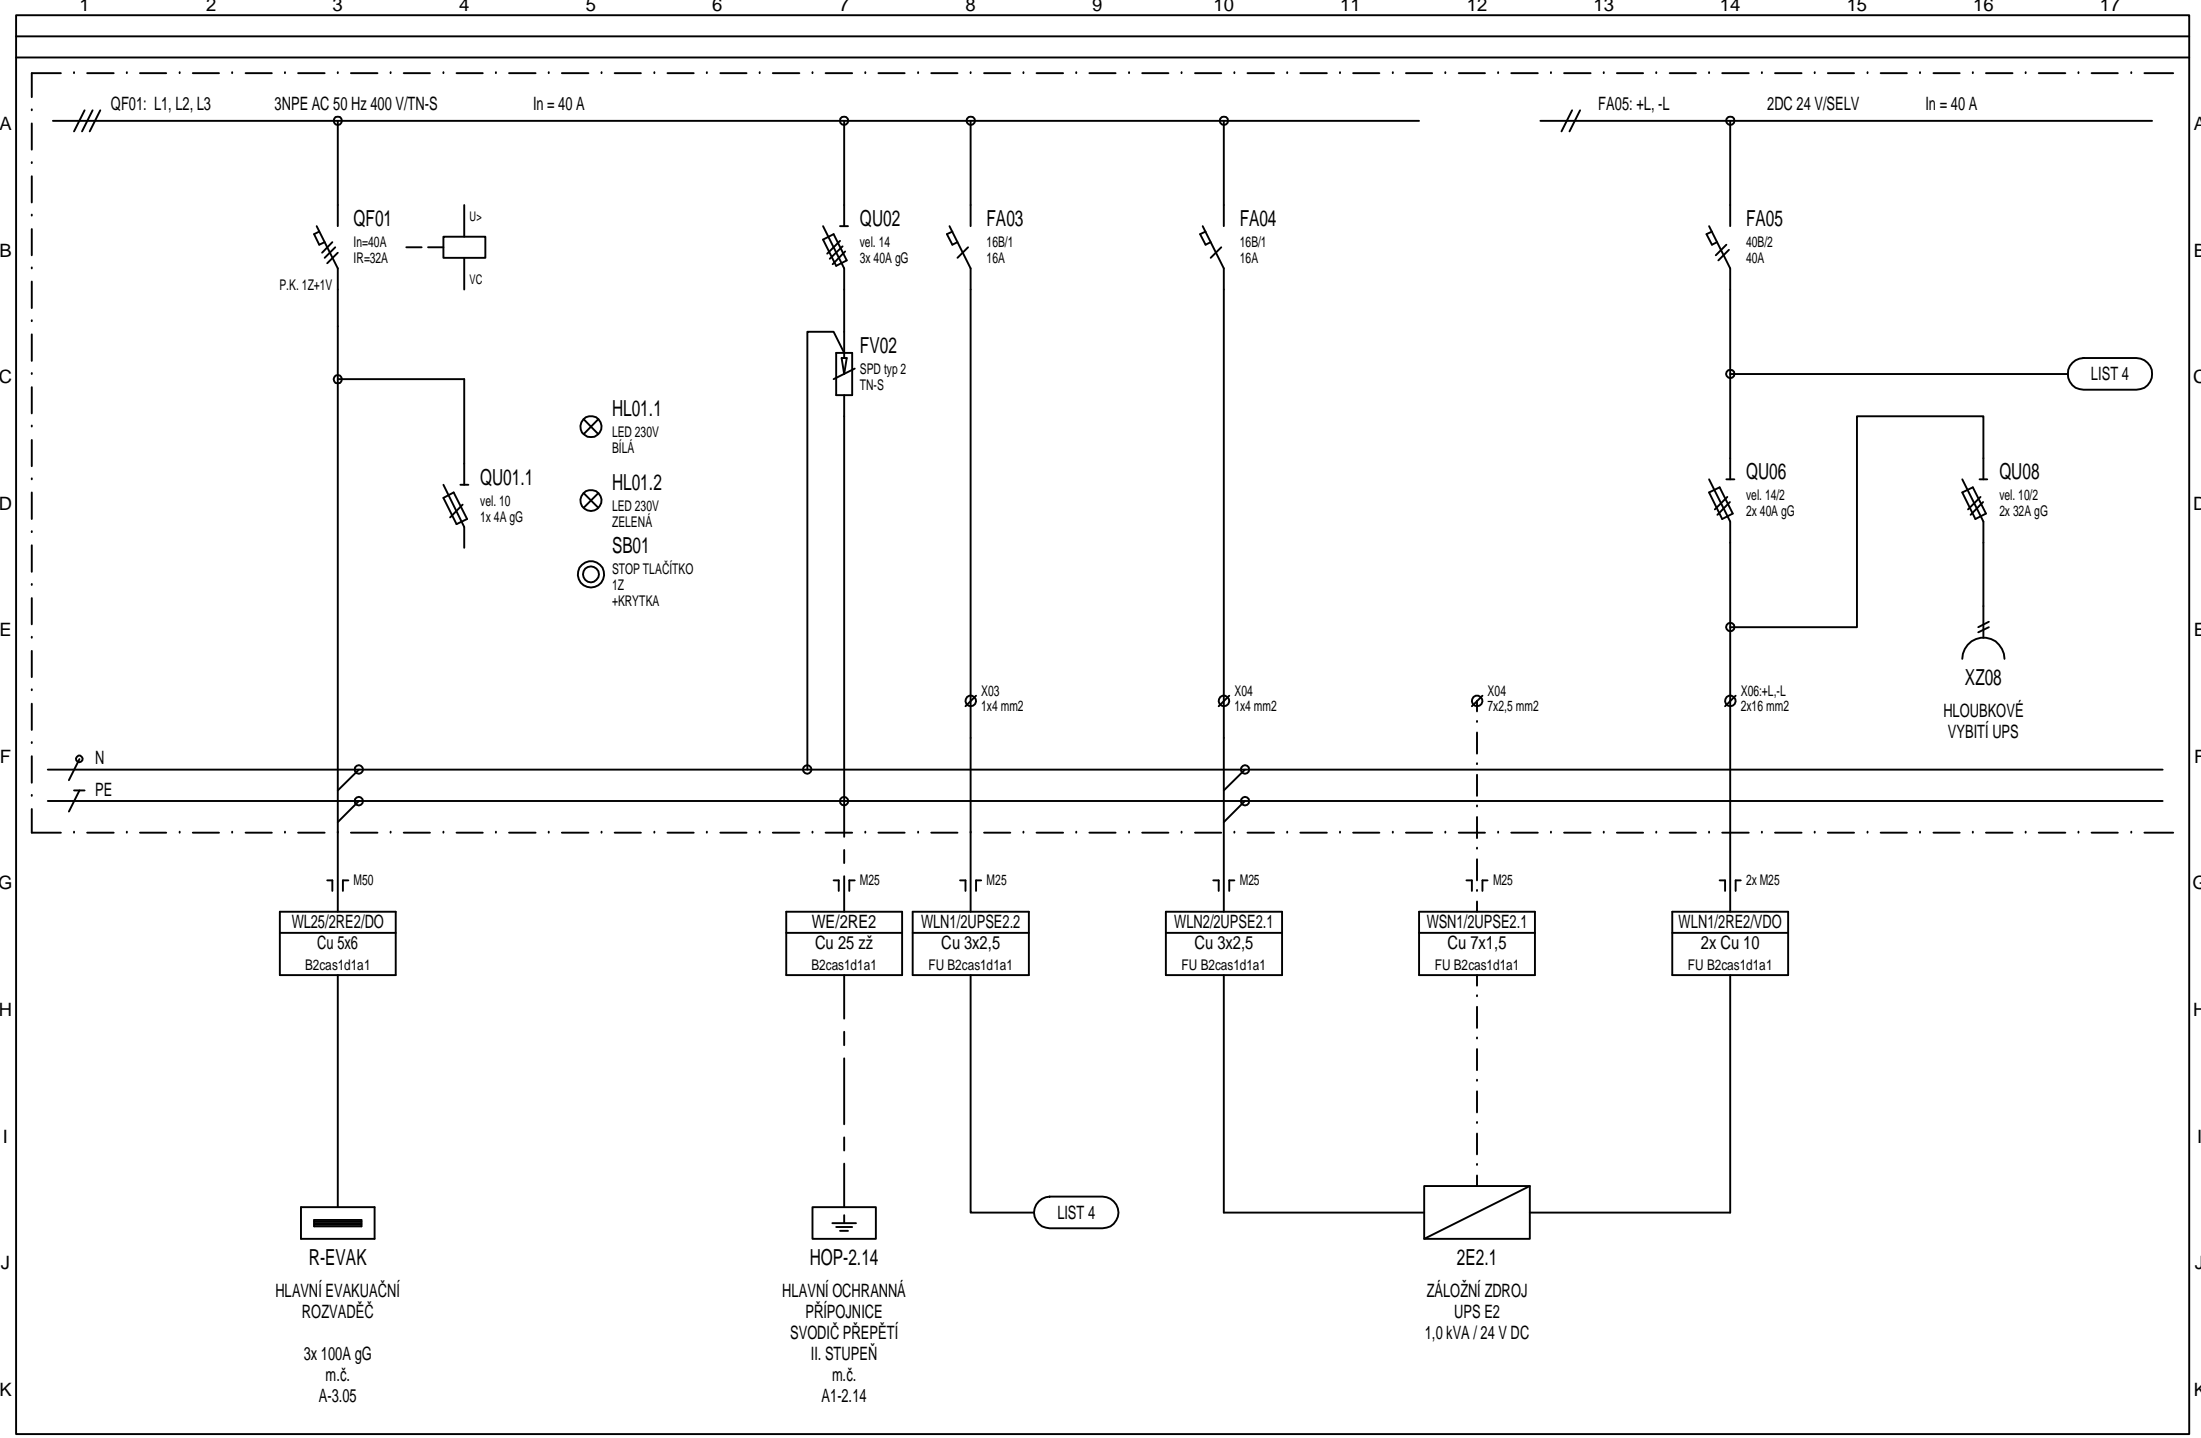 1 2 3 4 5 6 7 8 9 10 11 12 13 14 15 16 17
QF01: L1, L2, L3 3NPE AC 50 Hz 400 V/TN-S In = 40 A FA05: +L, -L 2DC 24 V/SELV In = 40 A
A A
QF01
In=40A
IR=32A
P.K. 1Z+1V
U>
VC
QU02
vel. 14
3x 40A gG
FA03
16B/1
16A
FA04
16B/1
16A
FA05
40B/2
40A
B B
FV02
SPD typ 2
TN-S
LIST 4
C C
HL01.1
LED 230V
BÍLÁ
QU01.1
vel. 10
1x 4A gG
HL01.2
LED 230V
ZELENÁ
QU06
vel. 14/2
2x 40A gG
QU08
vel. 10/2
2x 32A gG
D D
SB01
STOP TLAČÍTKO
1Z
+KRYTKA
E E
XZ08
HLOUBKOVÉ
VYBITÍ UPS
X03
1x4 mm2
X04
1x4 mm2
X04
7x2,5 mm2
X06:+L,-L
2x16 mm2
F F
N
PE
G G
M50 M25 M25 M25 M25 2x M25
WL25/2RE2/DO
Cu 5x6
B2cas1d1a1
WE/2RE2
Cu 25 zž
B2cas1d1a1
WLN1/2UPSE2.2
Cu 3x2,5
FU B2cas1d1a1
WLN2/2UPSE2.1
Cu 3x2,5
FU B2cas1d1a1
WSN1/2UPSE2.1
Cu 7x1,5
FU B2cas1d1a1
WLN1/2RE2/VDO
2x Cu 10
FU B2cas1d1a1
H H
I I
LIST 4
J J
R-EVAK
HLAVNÍ EVAKUAČNÍ
ROZVADĚČ
3x 100A gG
m.č.
A-3.05
HOP-2.14
HLAVNÍ OCHRANNÁ
PŘÍPOJNICE
SVODIČ PŘEPĚTÍ
II. STUPEŇ
m.č.
A1-2.14
2E2.1
ZÁLOŽNÍ ZDROJ
UPS E2
1,0 kVA / 24 V DC
K K